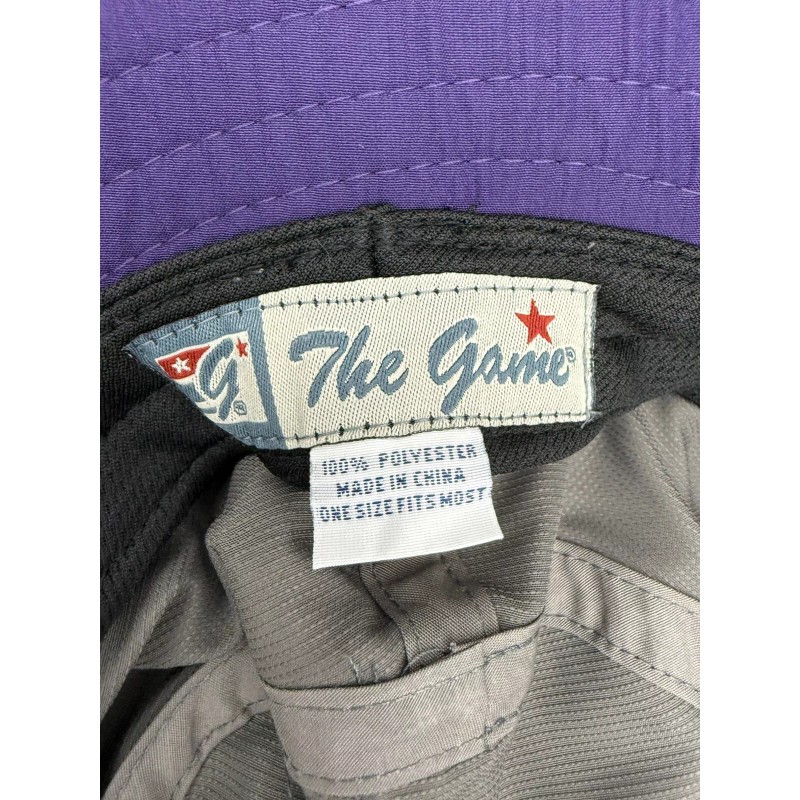 G®
The Game®
100% POLYESTER
MADE IN CHINA
ONE SIZE FITS MOST